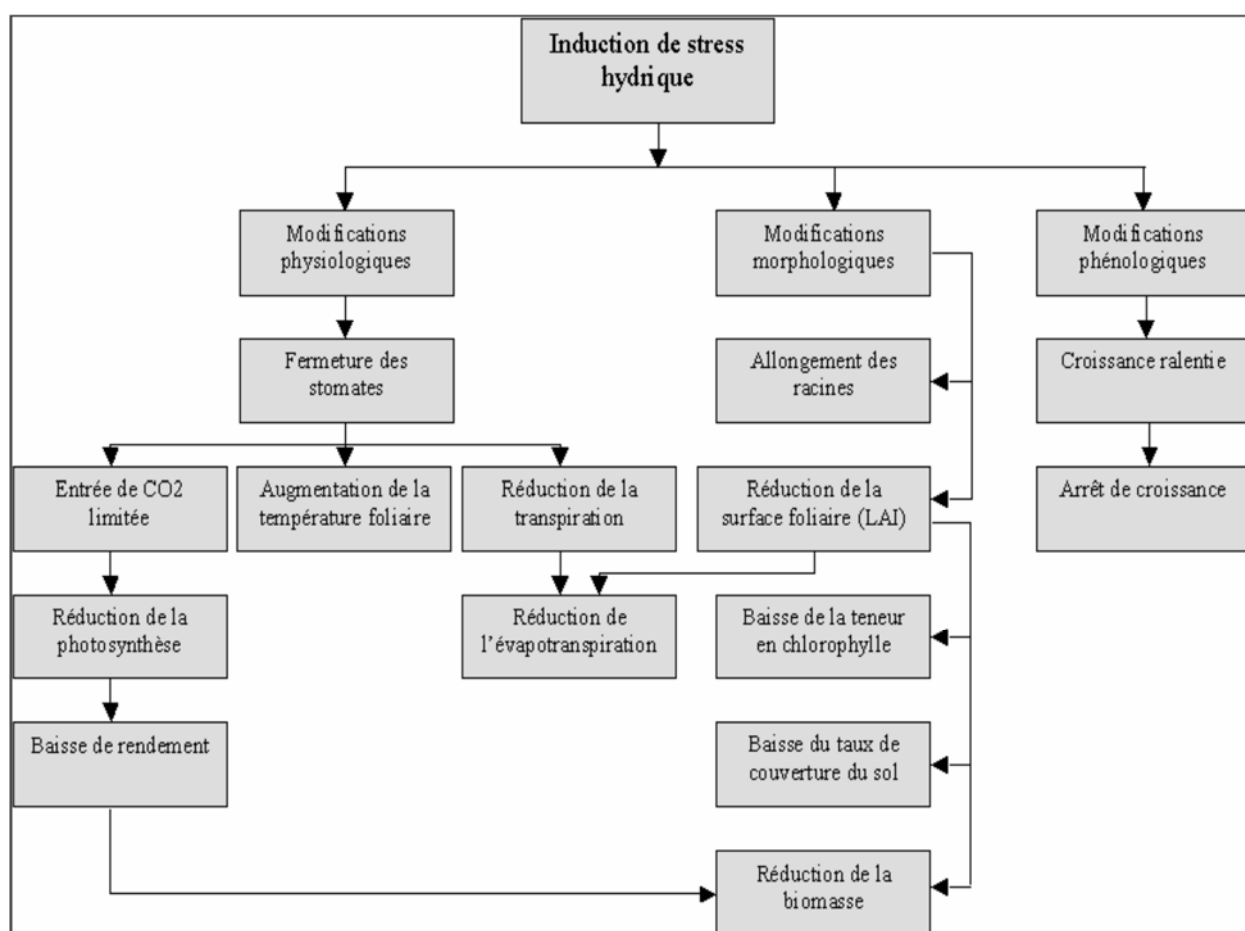 Induction de stress
hydrique
Modifications
physiologiques
Modifications
morphologiques
Modifications
phénologiques
Fermeture des
stomates
Allongement des
racines
Croissance ralentie
Entrée de CO2
limitée
Augmentation de la
température foliaire
Réduction de la
transpiration
Réduction de la
surface foliaire (LAI)
Arrêt de croissance
Réduction de la
photosynthèse
Réduction de
l’évapotranspiration
Baisse de la teneur
en chlorophylle
Baisse de rendement
Baisse du taux de
couverture du sol
Réduction de la
biomasse